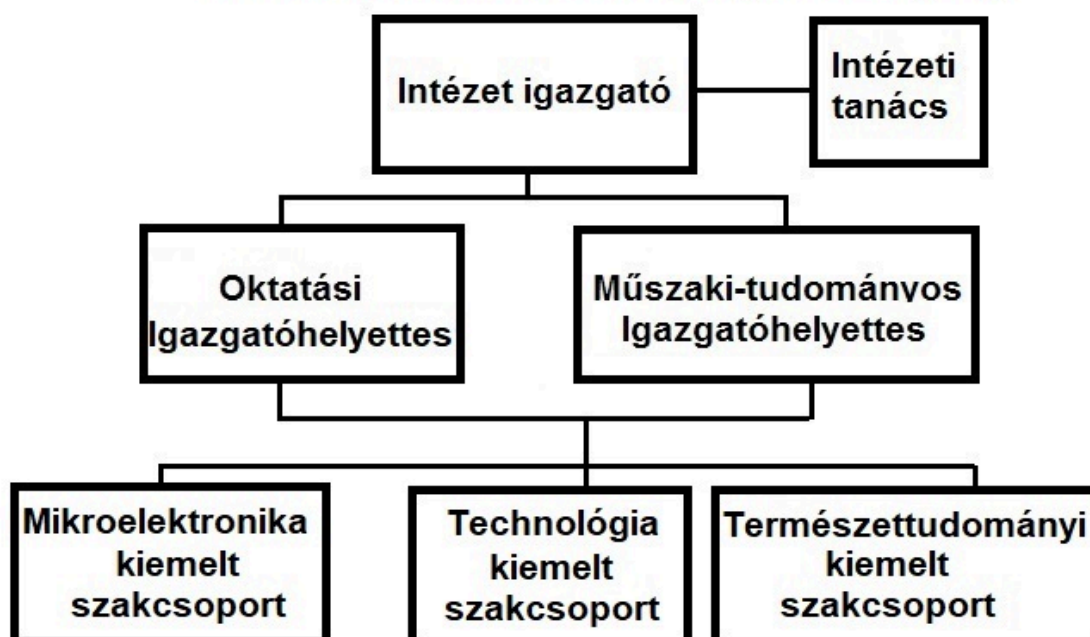 Intézet igazgató
Intézeti
tanács
Oktatási
Igazgatóhelyettes
Műszaki-tudományos
Igazgatóhelyettes
Mikroelektronika
kiemelt
szakcsoport
Technológia
kiemelt
szakcsoport
Természettudományi
kiemelt
szakcsoport